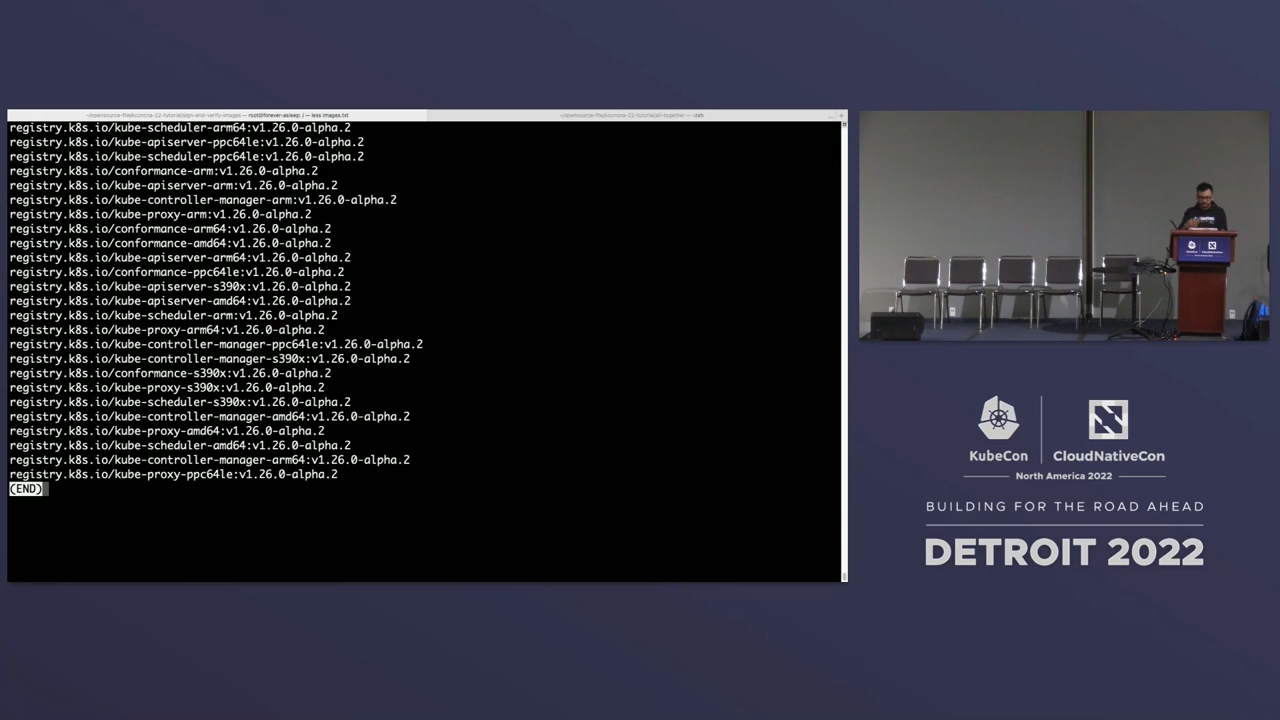 ~/opensource-ftw/kccncna-22-tutorial/sign-and-verify-images — root@forever-asleep: / — less images.txt
registry.k8s.io/kube-scheduler-arm64:v1.26.0-alpha.2
registry.k8s.io/kube-apiserver-ppc64le:v1.26.0-alpha.2
registry.k8s.io/kube-scheduler-ppc64le:v1.26.0-alpha.2
registry.k8s.io/conformance-arm:v1.26.0-alpha.2
registry.k8s.io/kube-apiserver-arm:v1.26.0-alpha.2
registry.k8s.io/kube-controller-manager-arm:v1.26.0-alpha.2
registry.k8s.io/kube-proxy-arm:v1.26.0-alpha.2
registry.k8s.io/conformance-arm64:v1.26.0-alpha.2
registry.k8s.io/conformance-amd64:v1.26.0-alpha.2
registry.k8s.io/kube-apiserver-arm64:v1.26.0-alpha.2
registry.k8s.io/conformance-ppc64le:v1.26.0-alpha.2
registry.k8s.io/kube-apiserver-s390x:v1.26.0-alpha.2
registry.k8s.io/kube-apiserver-amd64:v1.26.0-alpha.2
registry.k8s.io/kube-scheduler-arm:v1.26.0-alpha.2
registry.k8s.io/kube-proxy-arm64:v1.26.0-alpha.2
registry.k8s.io/kube-controller-manager-ppc64le:v1.26.0-alpha.2
registry.k8s.io/kube-controller-manager-s390x:v1.26.0-alpha.2
registry.k8s.io/conformance-s390x:v1.26.0-alpha.2
registry.k8s.io/kube-proxy-s390x:v1.26.0-alpha.2
registry.k8s.io/kube-scheduler-s390x:v1.26.0-alpha.2
registry.k8s.io/kube-controller-manager-amd64:v1.26.0-alpha.2
registry.k8s.io/kube-proxy-amd64:v1.26.0-alpha.2
registry.k8s.io/kube-scheduler-amd64:v1.26.0-alpha.2
registry.k8s.io/kube-controller-manager-arm64:v1.26.0-alpha.2
registry.k8s.io/kube-proxy-ppc64le:v1.26.0-alpha.2
(END)
KubeCon
CloudNativeCon
North America 2022
BUILDING FOR THE ROAD AHEAD
DETROIT 2022